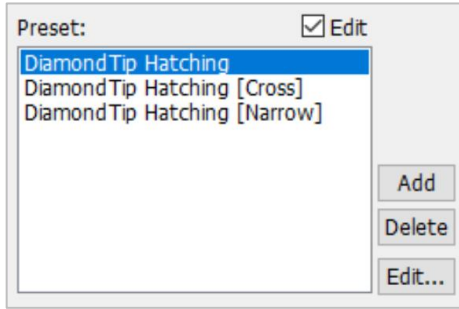 Preset:
Edit
DiamondTip Hatching
DiamondTip Hatching [Cross]
DiamondTip Hatching [Narrow]
Add
Delete
Edit...